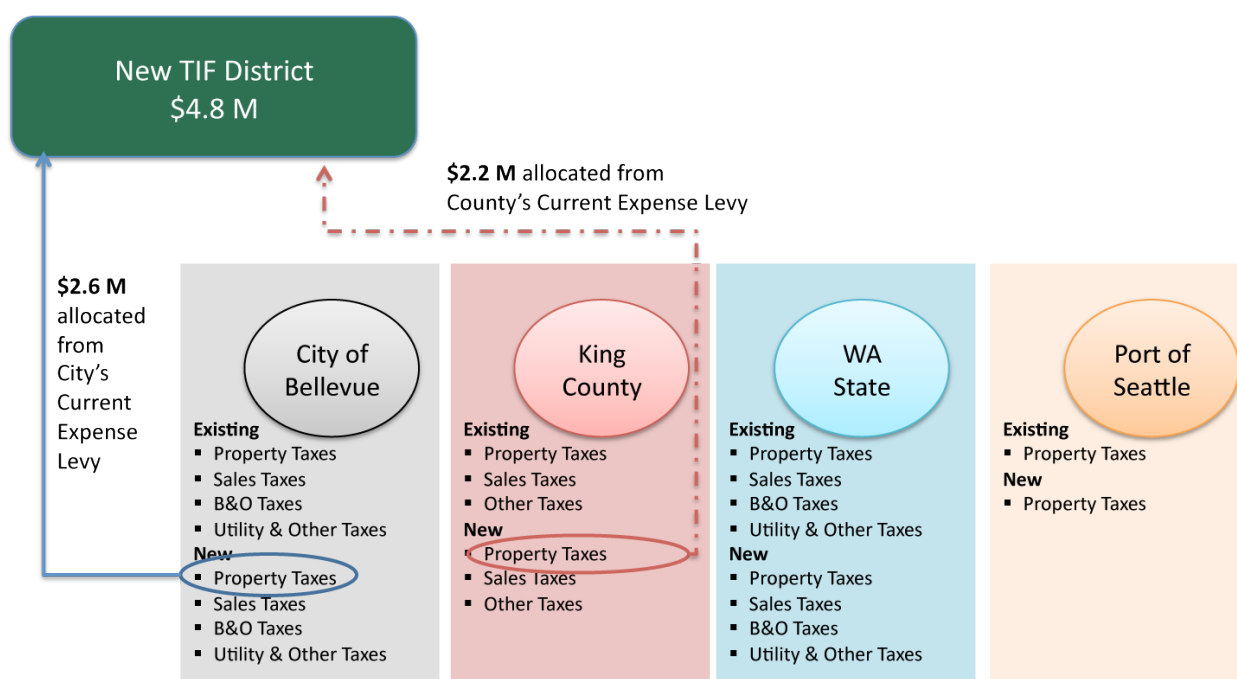 New TIF District
$4.8 M
$2.2 M allocated from
County's Current Expense Levy
$2.6 M
allocated
from
City's
Current
Expense
Levy
City of
Bellevue
Existing
▪ Property Taxes
▪ Sales Taxes
▪ B&O Taxes
▪ Utility & Other Taxes
New
▪ Property Taxes
▪ Sales Taxes
▪ B&O Taxes
▪ Utility & Other Taxes
King
County
Existing
▪ Property Taxes
▪ Sales Taxes
▪ Other Taxes
New
▪ Property Taxes
▪ Sales Taxes
▪ Other Taxes
WA
State
Existing
▪ Property Taxes
▪ Sales Taxes
▪ B&O Taxes
▪ Utility & Other Taxes
New
▪ Property Taxes
▪ Sales Taxes
▪ B&O Taxes
▪ Utility & Other Taxes
Port of
Seattle
Existing
▪ Property Taxes
New
▪ Property Taxes